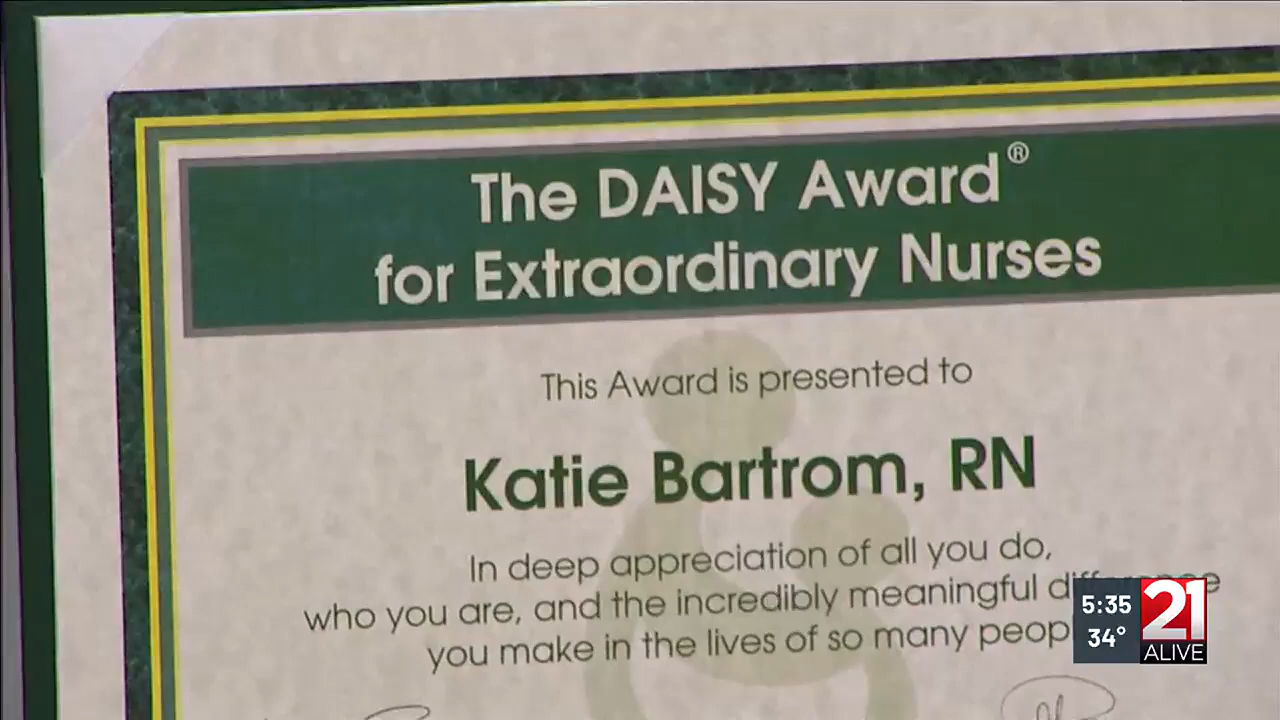 The DAISY Award®
for Extraordinary Nurses
This Award is presented to
Katie Bartrom, RN
In deep appreciation of all you do,
who you are, and the incredibly meaningful
you make in the lives of so many
5:35
34°
21
ALIVE